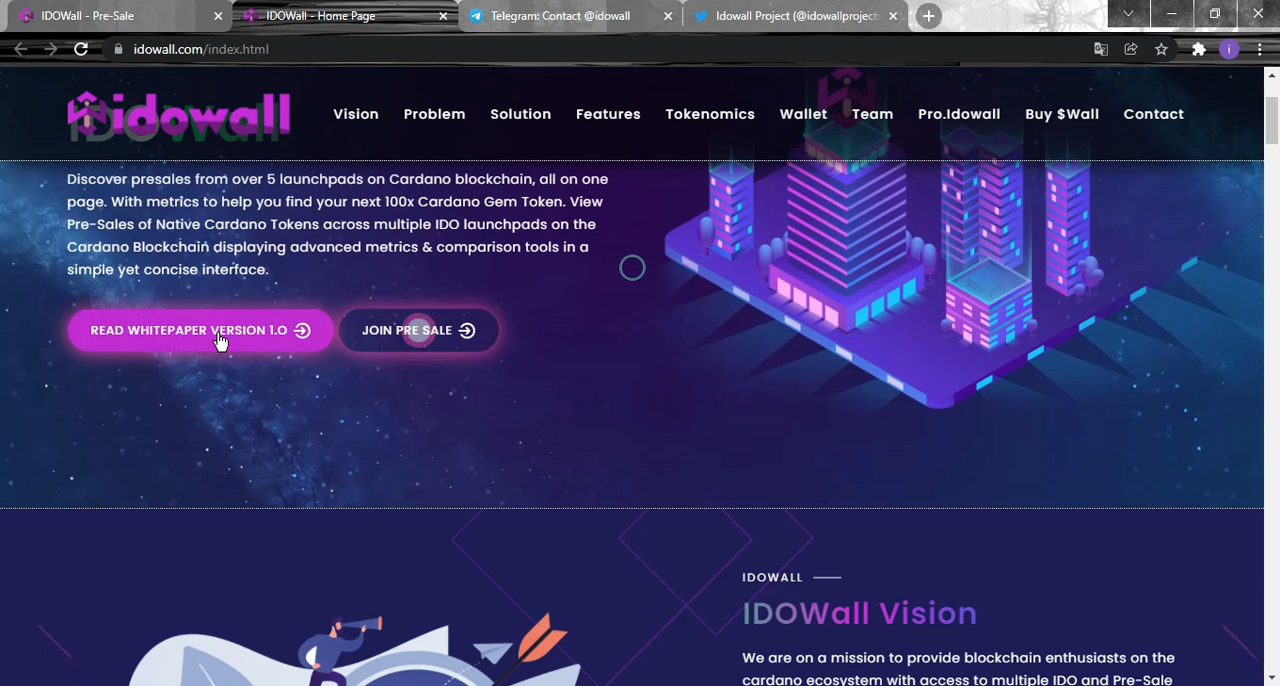 IDOWall - Pre-Sale
IDOWall - Home Page
Telegram: Contact @idowall
Idowall Project (@idowallproject
idowall.com/index.html
i
idowall
Vision
Problem
Solution
Features
Tokenomics
Wallet
Team
Pro.Idowall
Buy $Wall
Contact
Discover presales from over 5 launchpads on Cardano blockchain, all on one
page. With metrics to help you find your next 100x Cardano Gem Token. View
Pre-Sales of Native Cardano Tokens across multiple IDO launchpads on the
Cardano Blockchain displaying advanced metrics & comparison tools in a
simple yet concise interface.
READ WHITEPAPER VERSION 1.O
JOIN PRE SALE
IDOWALL
IDOWall Vision
We are on a mission to provide blockchain enthusiasts on the
cardano ecosystem with access to multiple IDO and Pre-Sale